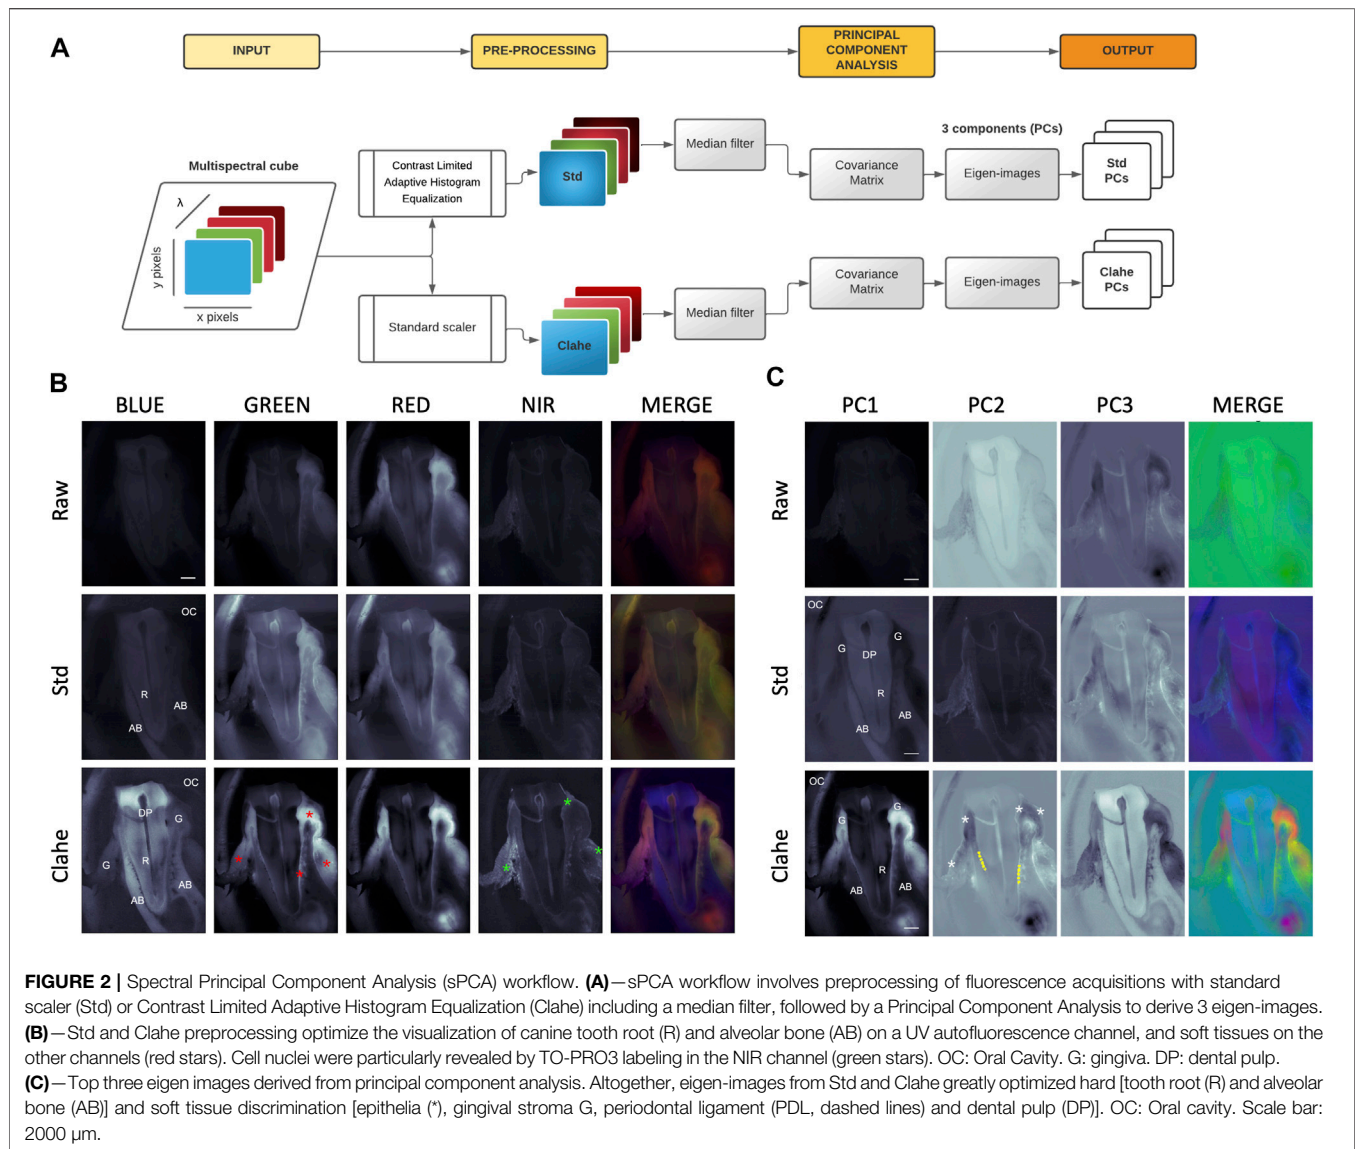 A
INPUT
PRE-PROCESSING
PRINCIPAL
COMPONENT
ANALYSIS
OUTPUT
Multispectral cube
λ
y pixels
x pixels
Contrast Limited
Adaptive Histogram
Equalization
Std
Median filter
Covariance
Matrix
3 components (PCs)
Eigen-images
Std
PCs
Standard scaler
Clahe
Median filter
Covariance
Matrix
Eigen-images
Clahe
PCs
B
BLUE
GREEN
RED
NIR
MERGE
Raw
Std
OC
R
AB
AB
Clahe
OC
DP
G
G
R
AB
AB
*
*
*
*
*
*
*
C
PC1
PC2
PC3
MERGE
Raw
Std
OC
G
G
DP
R
AB
AB
Clahe
OC
G
G
R
AB
AB
*
*
*
*
FIGURE 2 | Spectral Principal Component Analysis (sPCA) workflow. (A)—sPCA workflow involves preprocessing of fluorescence acquisitions with standard
scaler (Std) or Contrast Limited Adaptive Histogram Equalization (Clahe) including a median filter, followed by a Principal Component Analysis to derive 3 eigen-images.
(B)—Std and Clahe preprocessing optimize the visualization of canine tooth root (R) and alveolar bone (AB) on a UV autofluorescence channel, and soft tissues on the
other channels (red stars). Cell nuclei were particularly revealed by TO-PRO3 labeling in the NIR channel (green stars). OC: Oral Cavity. G: gingiva. DP: dental pulp.
(C)—Top three eigen images derived from principal component analysis. Altogether, eigen-images from Std and Clahe greatly optimized hard [tooth root (R) and alveolar
bone (AB)] and soft tissue discrimination [epithelia (*), gingival stroma G, periodontal ligament (PDL, dashed lines) and dental pulp (DP)]. OC: Oral cavity. Scale bar:
2000 µm.